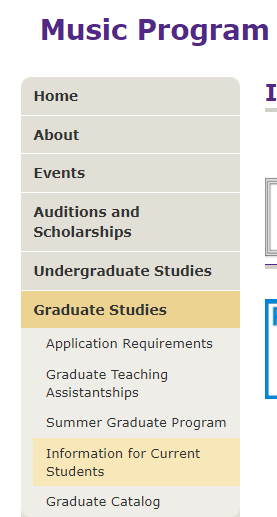 Music Program
Home
About
Events
Auditions and
Scholarships
Undergraduate Studies
Graduate Studies
Application Requirements
Graduate Teaching
Assistantships
Summer Graduate Program
Information for Current
Students
Graduate Catalog